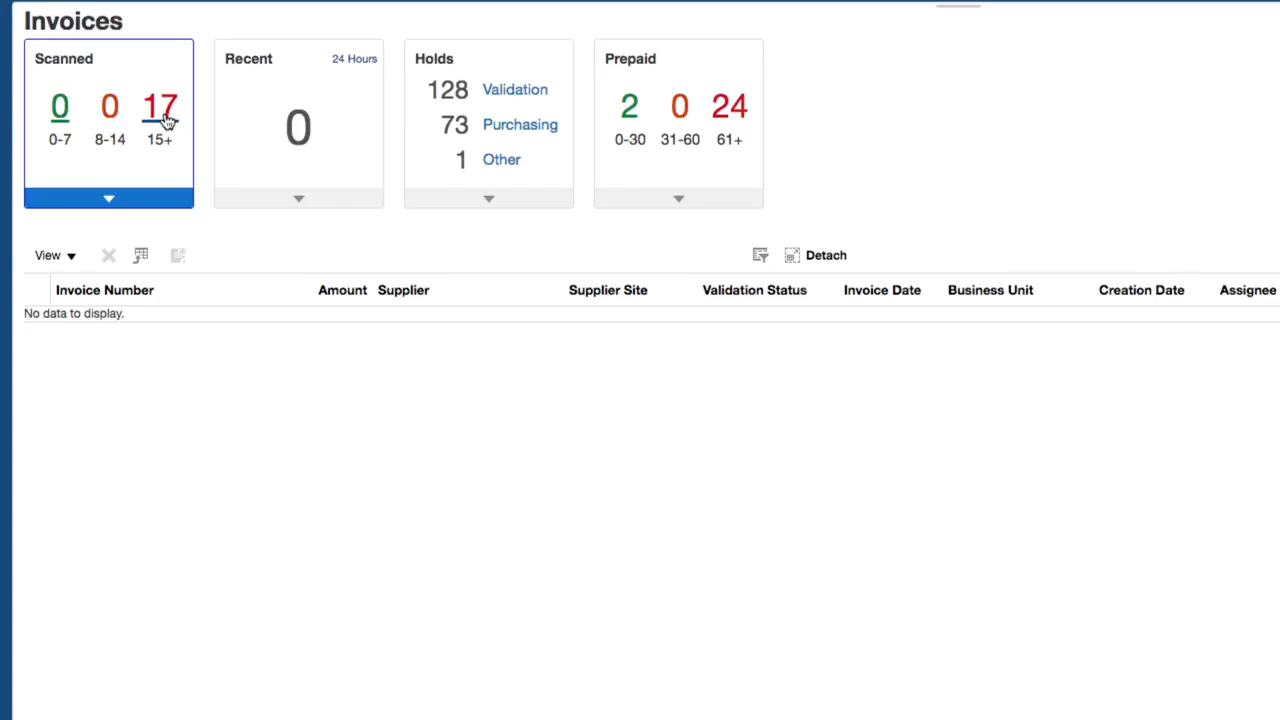 Invoices
Scanned
0 0 17
0-7 8-14 15+
Recent 24 Hours
0
Holds
128 Validation
73 Purchasing
1 Other
Prepaid
2 0 24
0-30 31-60 61+
View Detach
Invoice Number Amount Supplier Supplier Site Validation Status Invoice Date Business Unit Creation Date Assignee
No data to display.